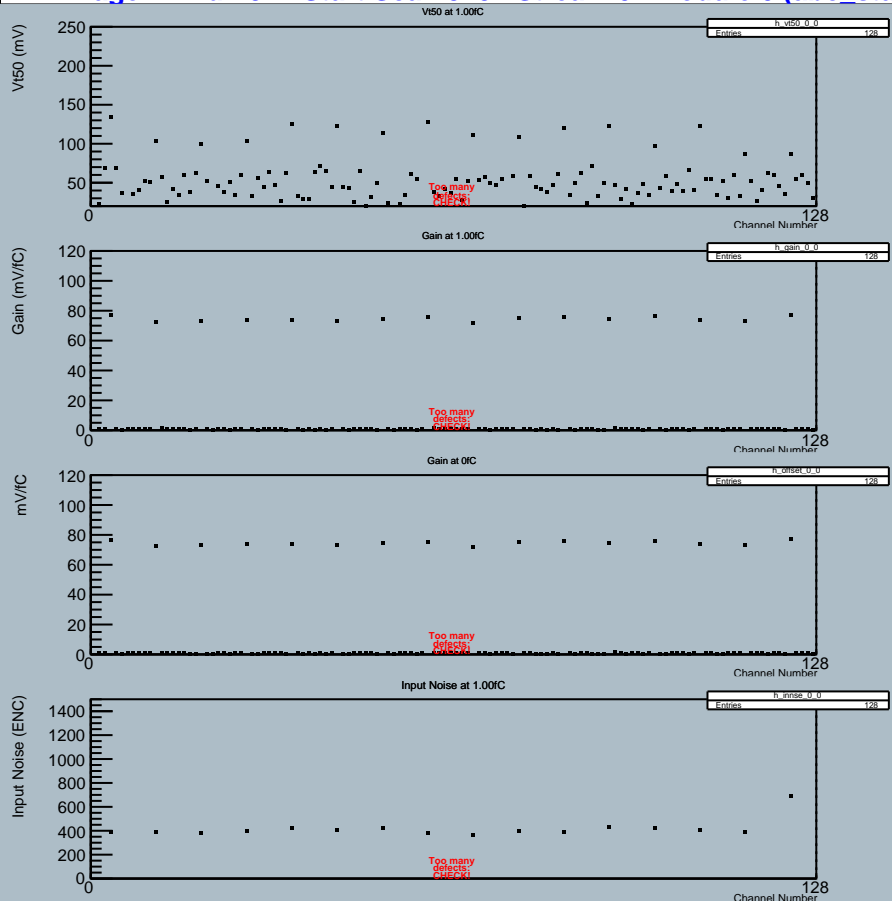 Vt50 at 1.00fC
h_vt50_0_0
Entries 128
Vt50 (mV)
250
200
150
100
50
0
128
Too many
defects:
CHECK!
Channel Number
Gain at 1.00fC
h_gain_0_0
Entries 128
Gain (mV/fC)
120
100
80
60
40
20
0
0
128
Too many
defects:
CHECK!
Channel Number
Gain at 0fC
h_offset_0_0
Entries 128
mV/fC
120
100
80
60
40
20
0
0
128
Too many
defects:
CHECK!
Channel Number
Input Noise at 1.00fC
h_innse_0_0
Entries 128
Input Noise (ENC)
1400
1200
1000
800
600
400
200
0
0
128
Too many
defects:
CHECK!
Channel Number